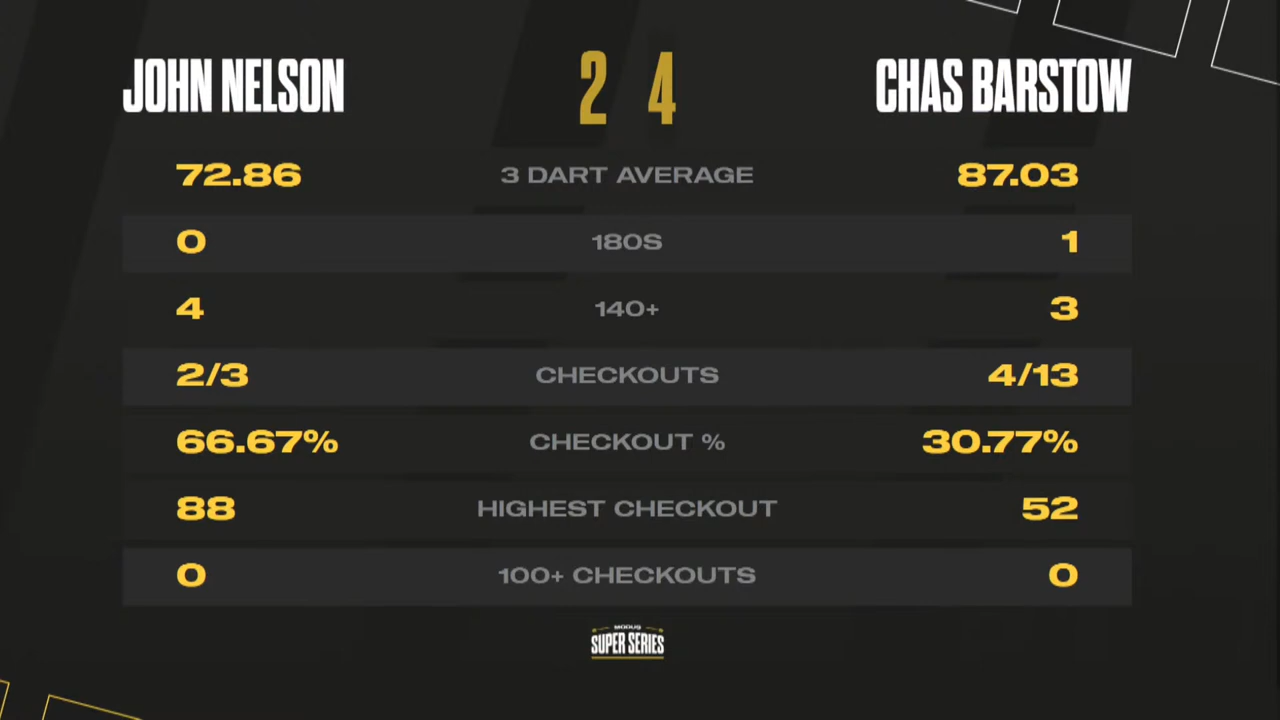 JOHN NELSON 2 4 CHAS BARSTOW
72.86 3 DART AVERAGE 87.03
0 180S 1
4 140+ 3
2/3 CHECKOUTS 4/13
66.67% CHECKOUT % 30.77%
88 HIGHEST CHECKOUT 52
0 100+ CHECKOUTS 0
MODUS
SUPER SERIES